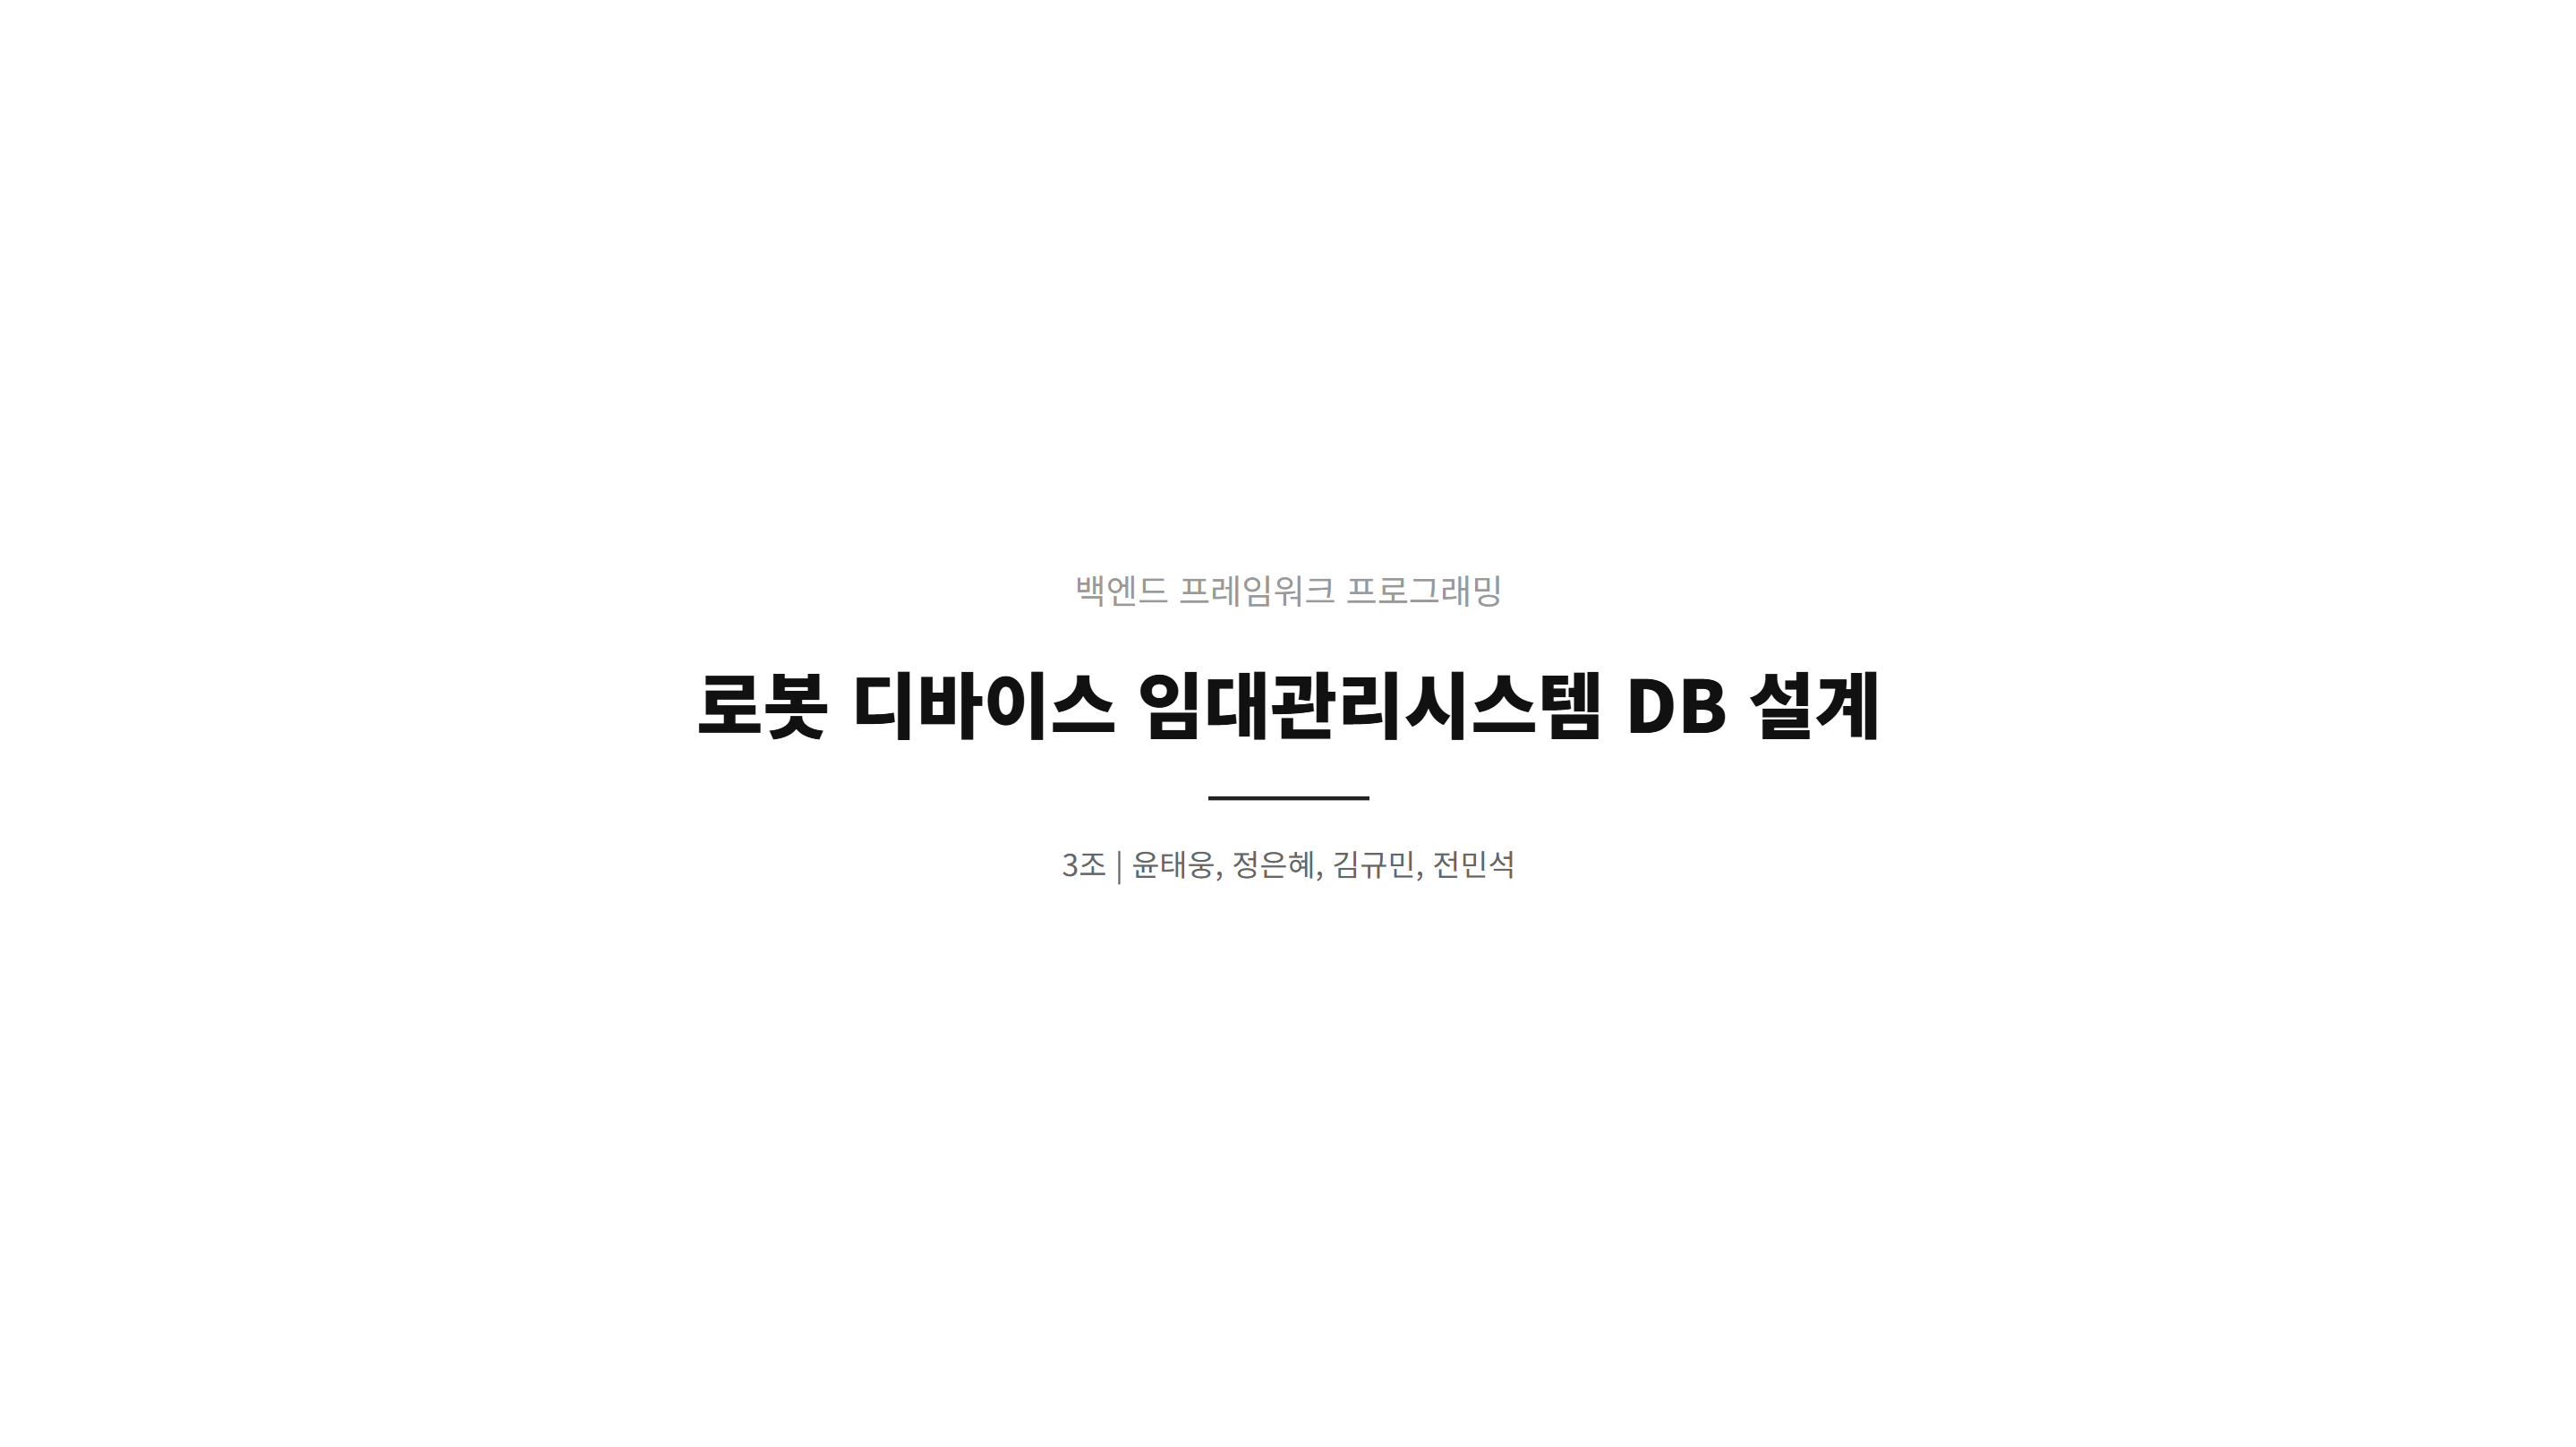 백엔드 프레임워크 프로그래밍
로봇 디바이스 임대관리시스템 DB 설계
3조 | 윤태웅, 정은혜, 김규민, 전민석